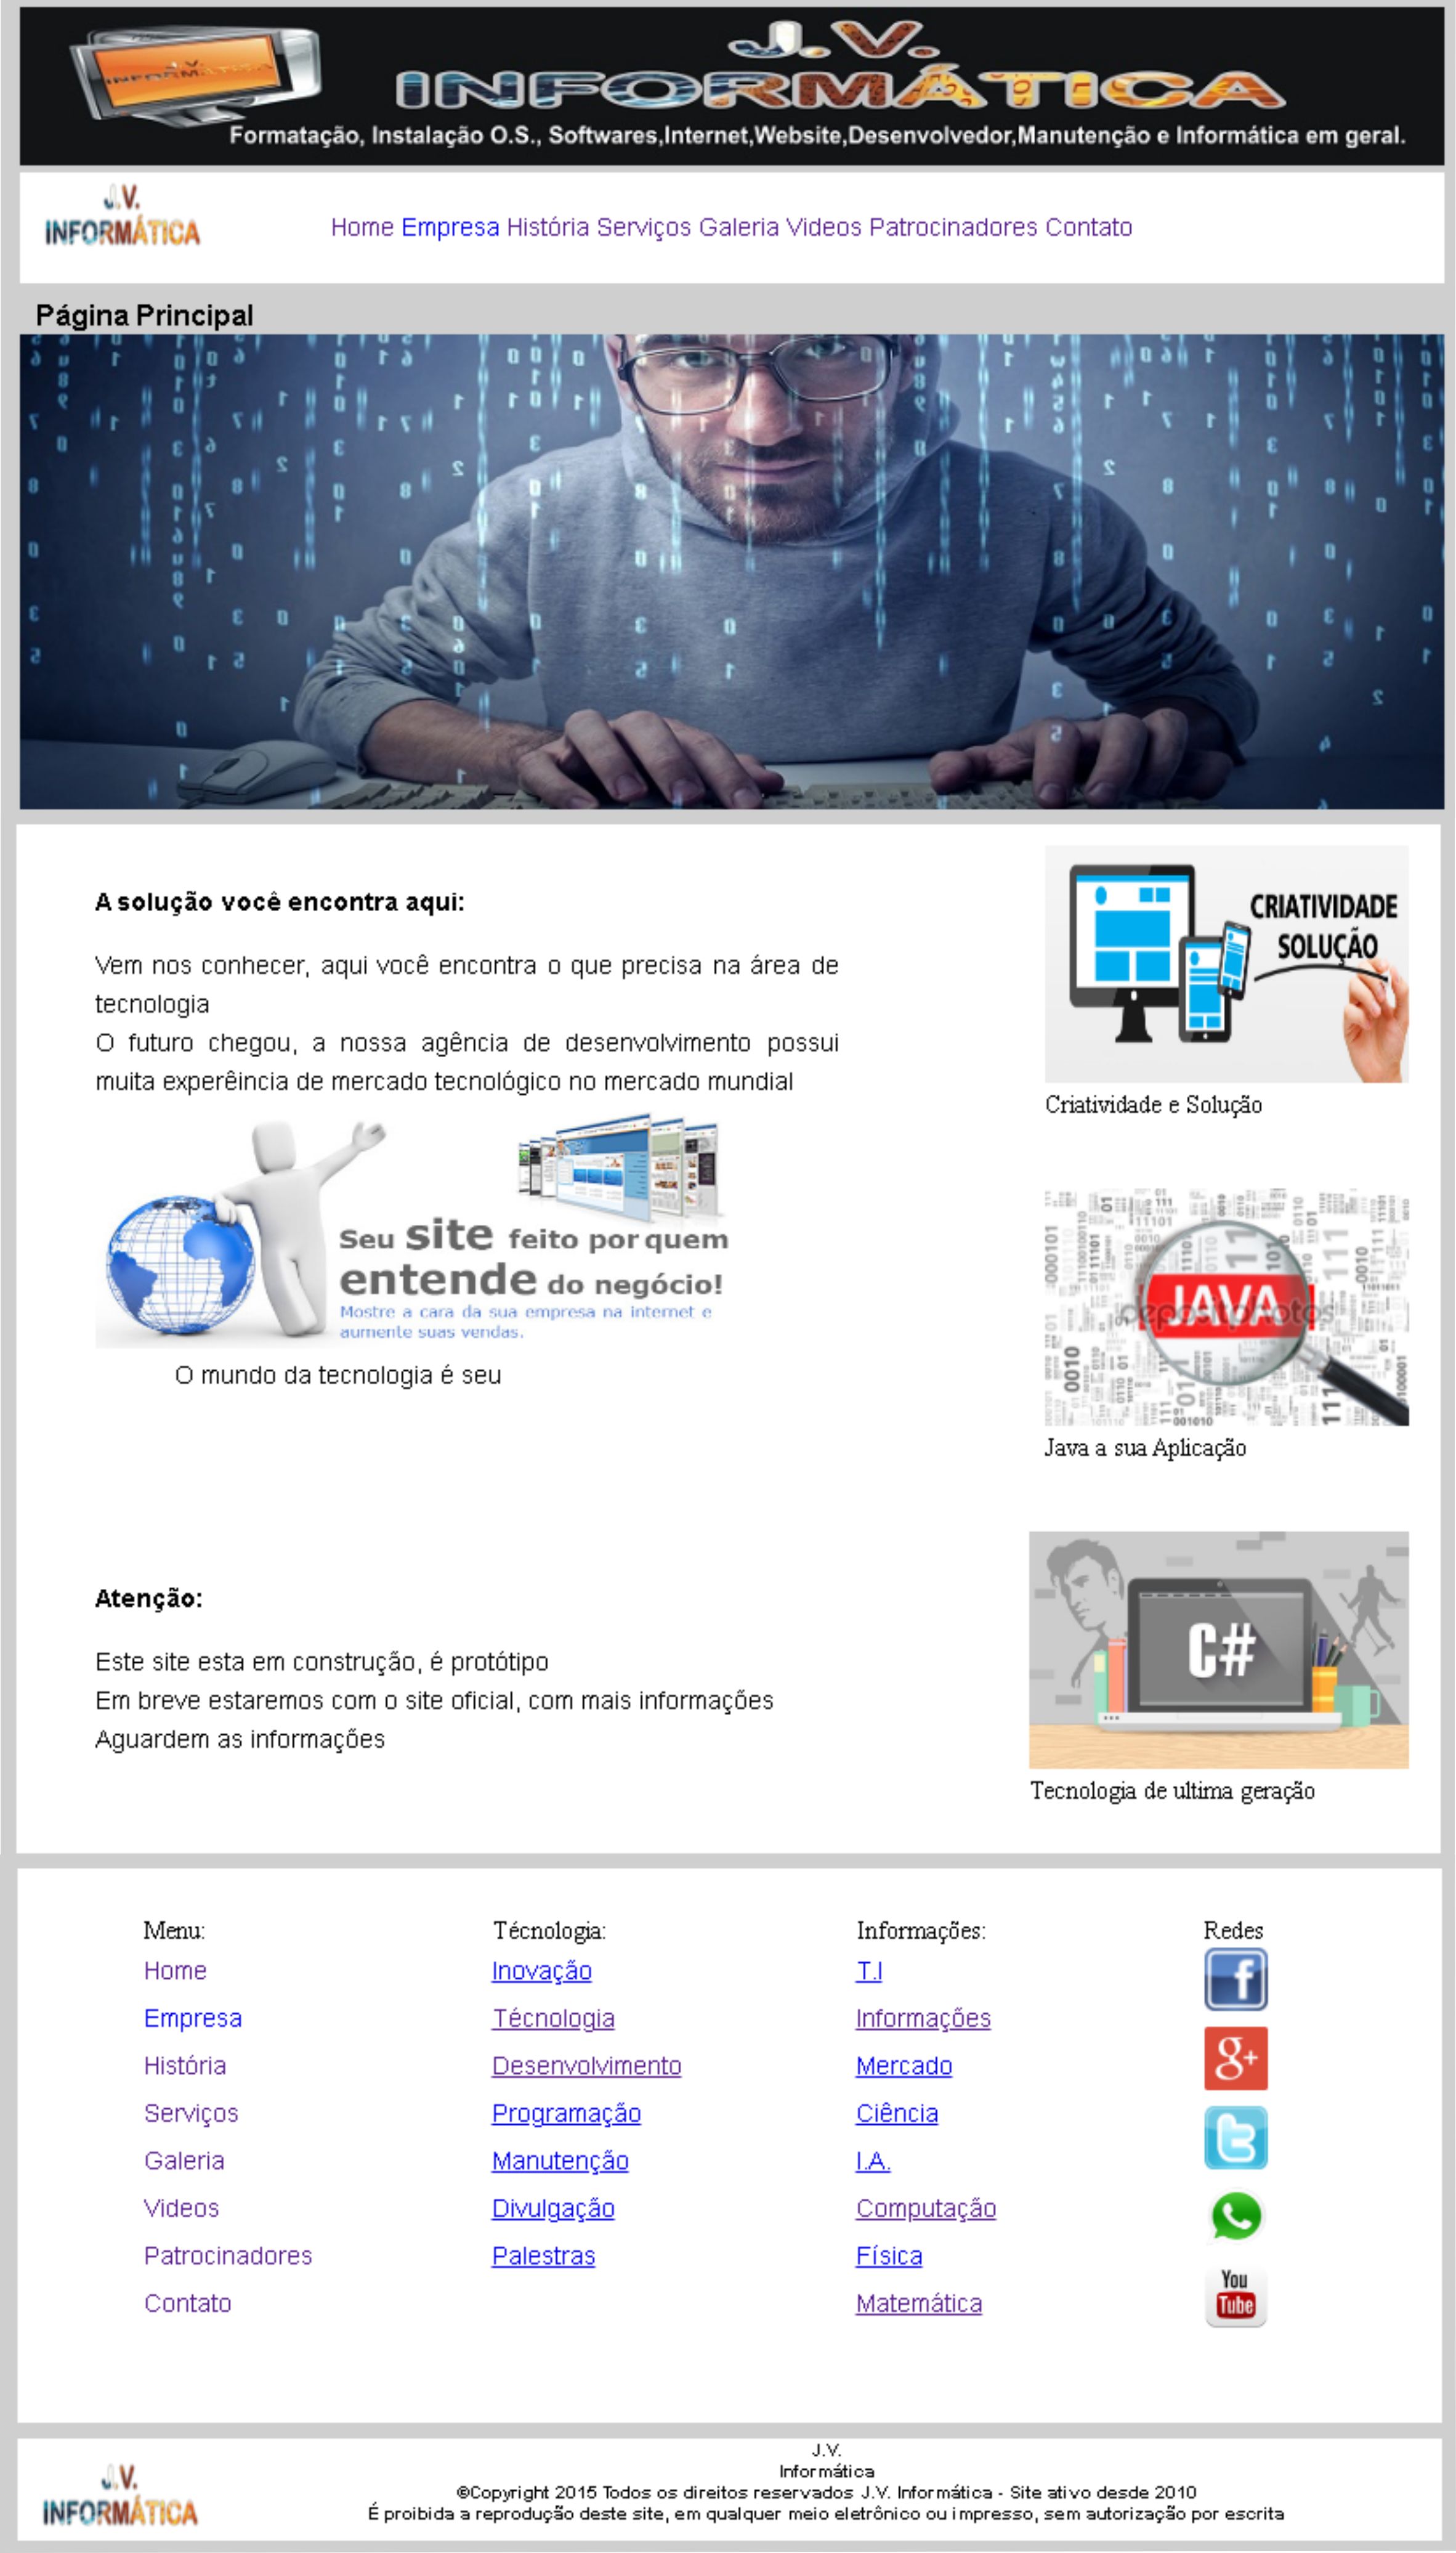 J.V.
INFORMÁTICA
Formatação, Instalação O.S., Softwares,Internet,Website,Desenvolvedor,Manutenção e Informática em geral.
J.V.
INFORMÁTICA
Home Empresa História Serviços Galeria Videos Patrocinadores Contato
Página Principal
A solução você encontra aqui:
Vem nos conhecer, aqui você encontra o que precisa na área de
tecnologia
O futuro chegou, a nossa agência de desenvolvimento possui
muita experêincia de mercado tecnológico no mercado mundial
Seu site feito por quem
entende do negócio!
Mostre a cara da sua empresa na internet e
aumente suas vendas.
O mundo da tecnologia é seu
CRIATIVIDADE
SOLUÇÃO
Criatividade e Solução
JAVA
depositphotos
Java a sua Aplicação
Atenção:
Este site esta em construção, é protótipo
Em breve estaremos com o site oficial, com mais informações
Aguardem as informações
C#
Tecnologia de ultima geração
Menu:
Home
Empresa
História
Serviços
Galeria
Videos
Patrocinadores
Contato
Técnologia:
Inovação
Técnologia
Desenvolvimento
Programação
Manutenção
Divulgação
Palestras
Informações:
T.I
Informações
Mercado
Ciência
I.A.
Computação
Física
Matemática
Redes
f
g+
t
You
Tube
J.V.
INFORMÁTICA
J.V.
Informática
©Copyright 2015 Todos os direitos reservados J.V. Informática - Site ativo desde 2010
É proibida a reprodução deste site, em qualquer meio eletrônico ou impresso, sem autorização por escrita